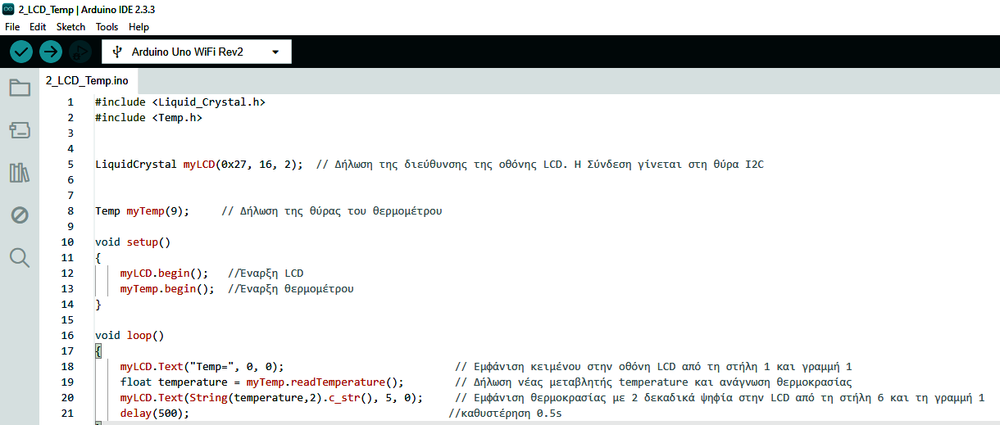 2_LCD_Temp | Arduino IDE 2.3.3
File Edit Sketch Tools Help
Arduino Uno WiFi Rev2
2_LCD_Temp.ino
1 #include <Liquid_Crystal.h>
2 #include <Temp.h>
3
4
5 LiquidCrystal myLCD(0x27, 16, 2);  // Δήλωση της διεύθυνσης της οθόνης LCD. Η Σύνδεση γίνεται στη θύρα I2C
6
7
8 Temp myTemp(9);     // Δήλωση της θύρας του θερμομέτρου
9
10 void setup()
11 {
12     myLCD.begin();   //Έναρξη LCD
13     myTemp.begin();  //Έναρξη θερμομέτρου
14 }
15
16 void loop()
17 {
18     myLCD.Text("Temp=", 0, 0);                           // Εμφάνιση κειμένου στην οθόνη LCD από τη στήλη 1 και γραμμή 1
19     float temperature = myTemp.readTemperature();        // Δήλωση νέας μεταβλητής temperature και ανάγνωση θερμοκρασίας
20     myLCD.Text(String(temperature,2).c_str(), 5, 0);     // Εμφάνιση θερμοκρασίας με 2 δεκαδικά ψηφία στην LCD από τη στήλη 6 και τη γραμμή 1
21     delay(500);                                         //καθυστέρηση 0.5s